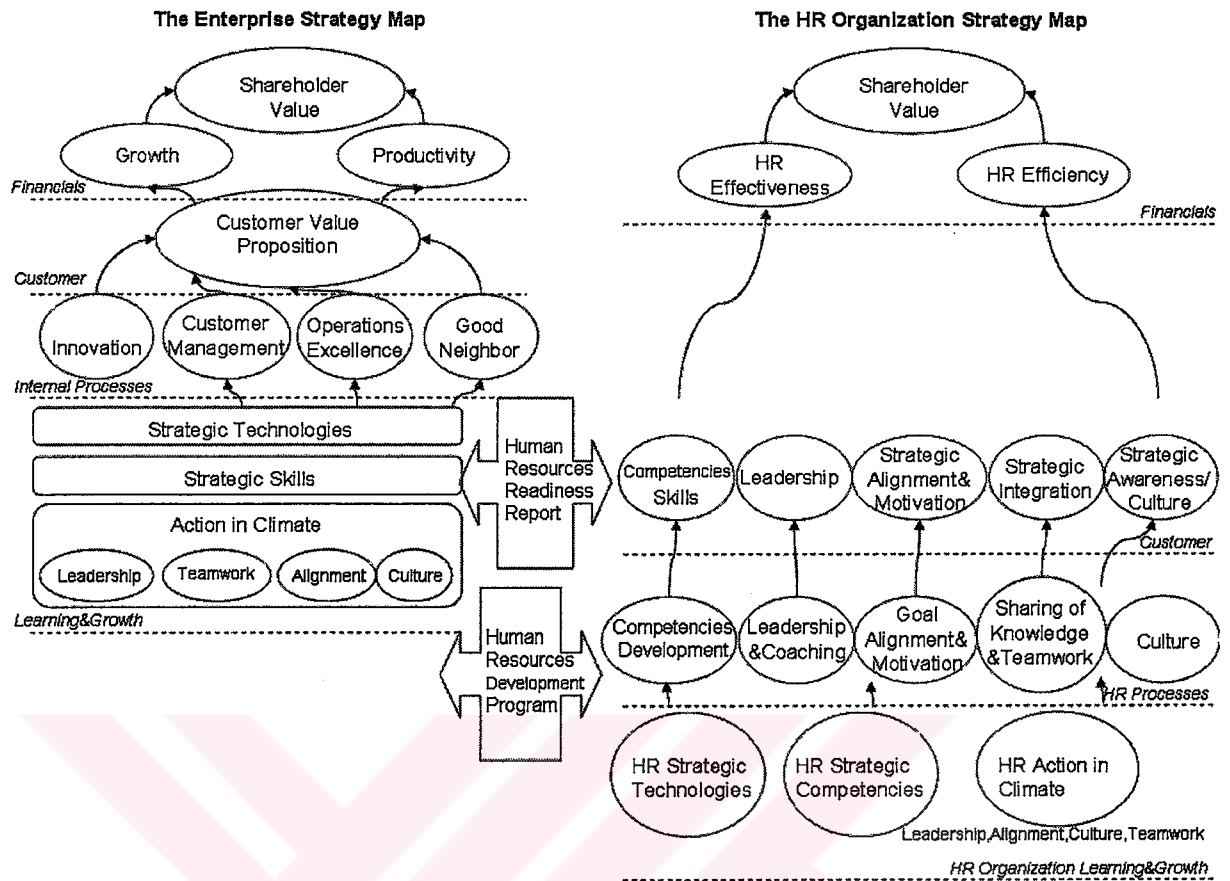 The Enterprise Strategy Map
Shareholder
Value
Growth
Productivity
Financials
Customer Value
Proposition
Customer
Innovation
Customer
Management
Operations
Excellence
Good
Neighbor
Internal Processes
Strategic Technologies
Strategic Skills
Action in Climate
Leadership
Teownork
Alignment
Culture
Learning&Growth
Human
Resources
Readiness
Report
Human
Resources
Development
Program
The HR Organization Strategy Map
Shareholder
Value
HR
Effectiveness
HR Efficiency
Financials
Competencies
Skills
Leadership
Strategic
Alignment&
Motivation
Strategic
Integration
Strategic
Awareness/
Culture
Customer
Competencies
Development
Leadership
&Coaching
Goal
Alignment&
Motivation
Sharing of
Knowledge
&Teamwork
Culture
HR Processes
HR Strategic
Technologies
HR Strategic
Competencies
HR Action in
Climate
Leadership,Alignment,Culture,Teamwork
HR Organization Learning&Growth